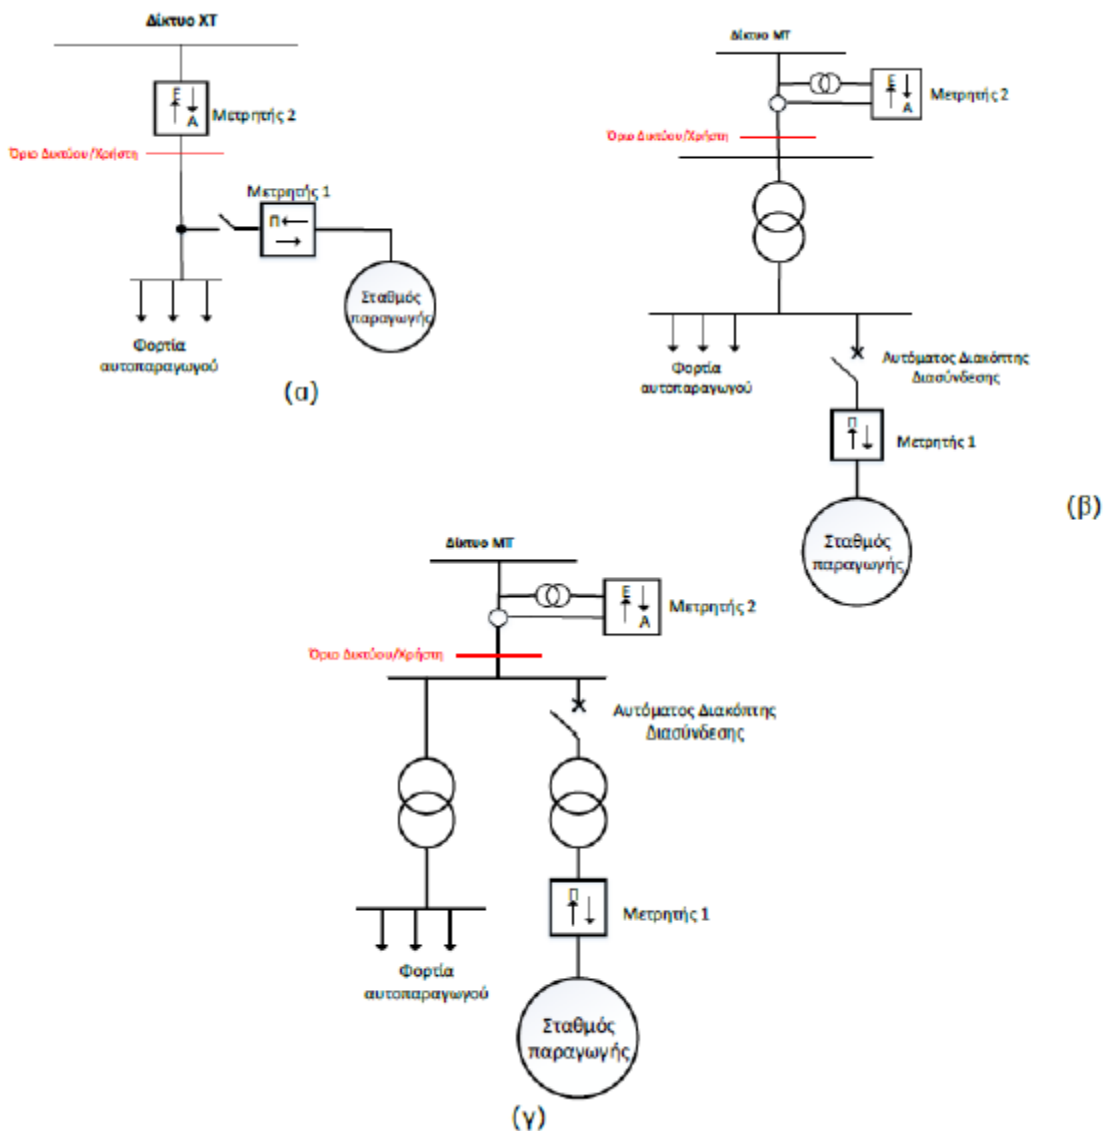 Δίκτυο ΧΤ
Ε
Α
Μετρητής 2
Όριο Δικτύου/Χρήστη
Μετρητής 1
Π
Σταθμός
παραγωγής
Φορτία
αυτοπαραγωγού
(α)
Δίκτυο ΜΤ
Ε
Α
Μετρητής 2
Όριο Δικτύου/Χρήστη
Φορτία
αυτοπαραγωγού
Αυτόματος Διακόπτης
Διασύνδεσης
Π
Μετρητής 1
Σταθμός
παραγωγής
(β)
Δίκτυο ΜΤ
Ε
Α
Μετρητής 2
Όριο Δικτύου/Χρήστη
Αυτόματος Διακόπτης
Διασύνδεσης
Π
Μετρητής 1
Φορτία
αυτοπαραγωγού
Σταθμός
παραγωγής
(γ)